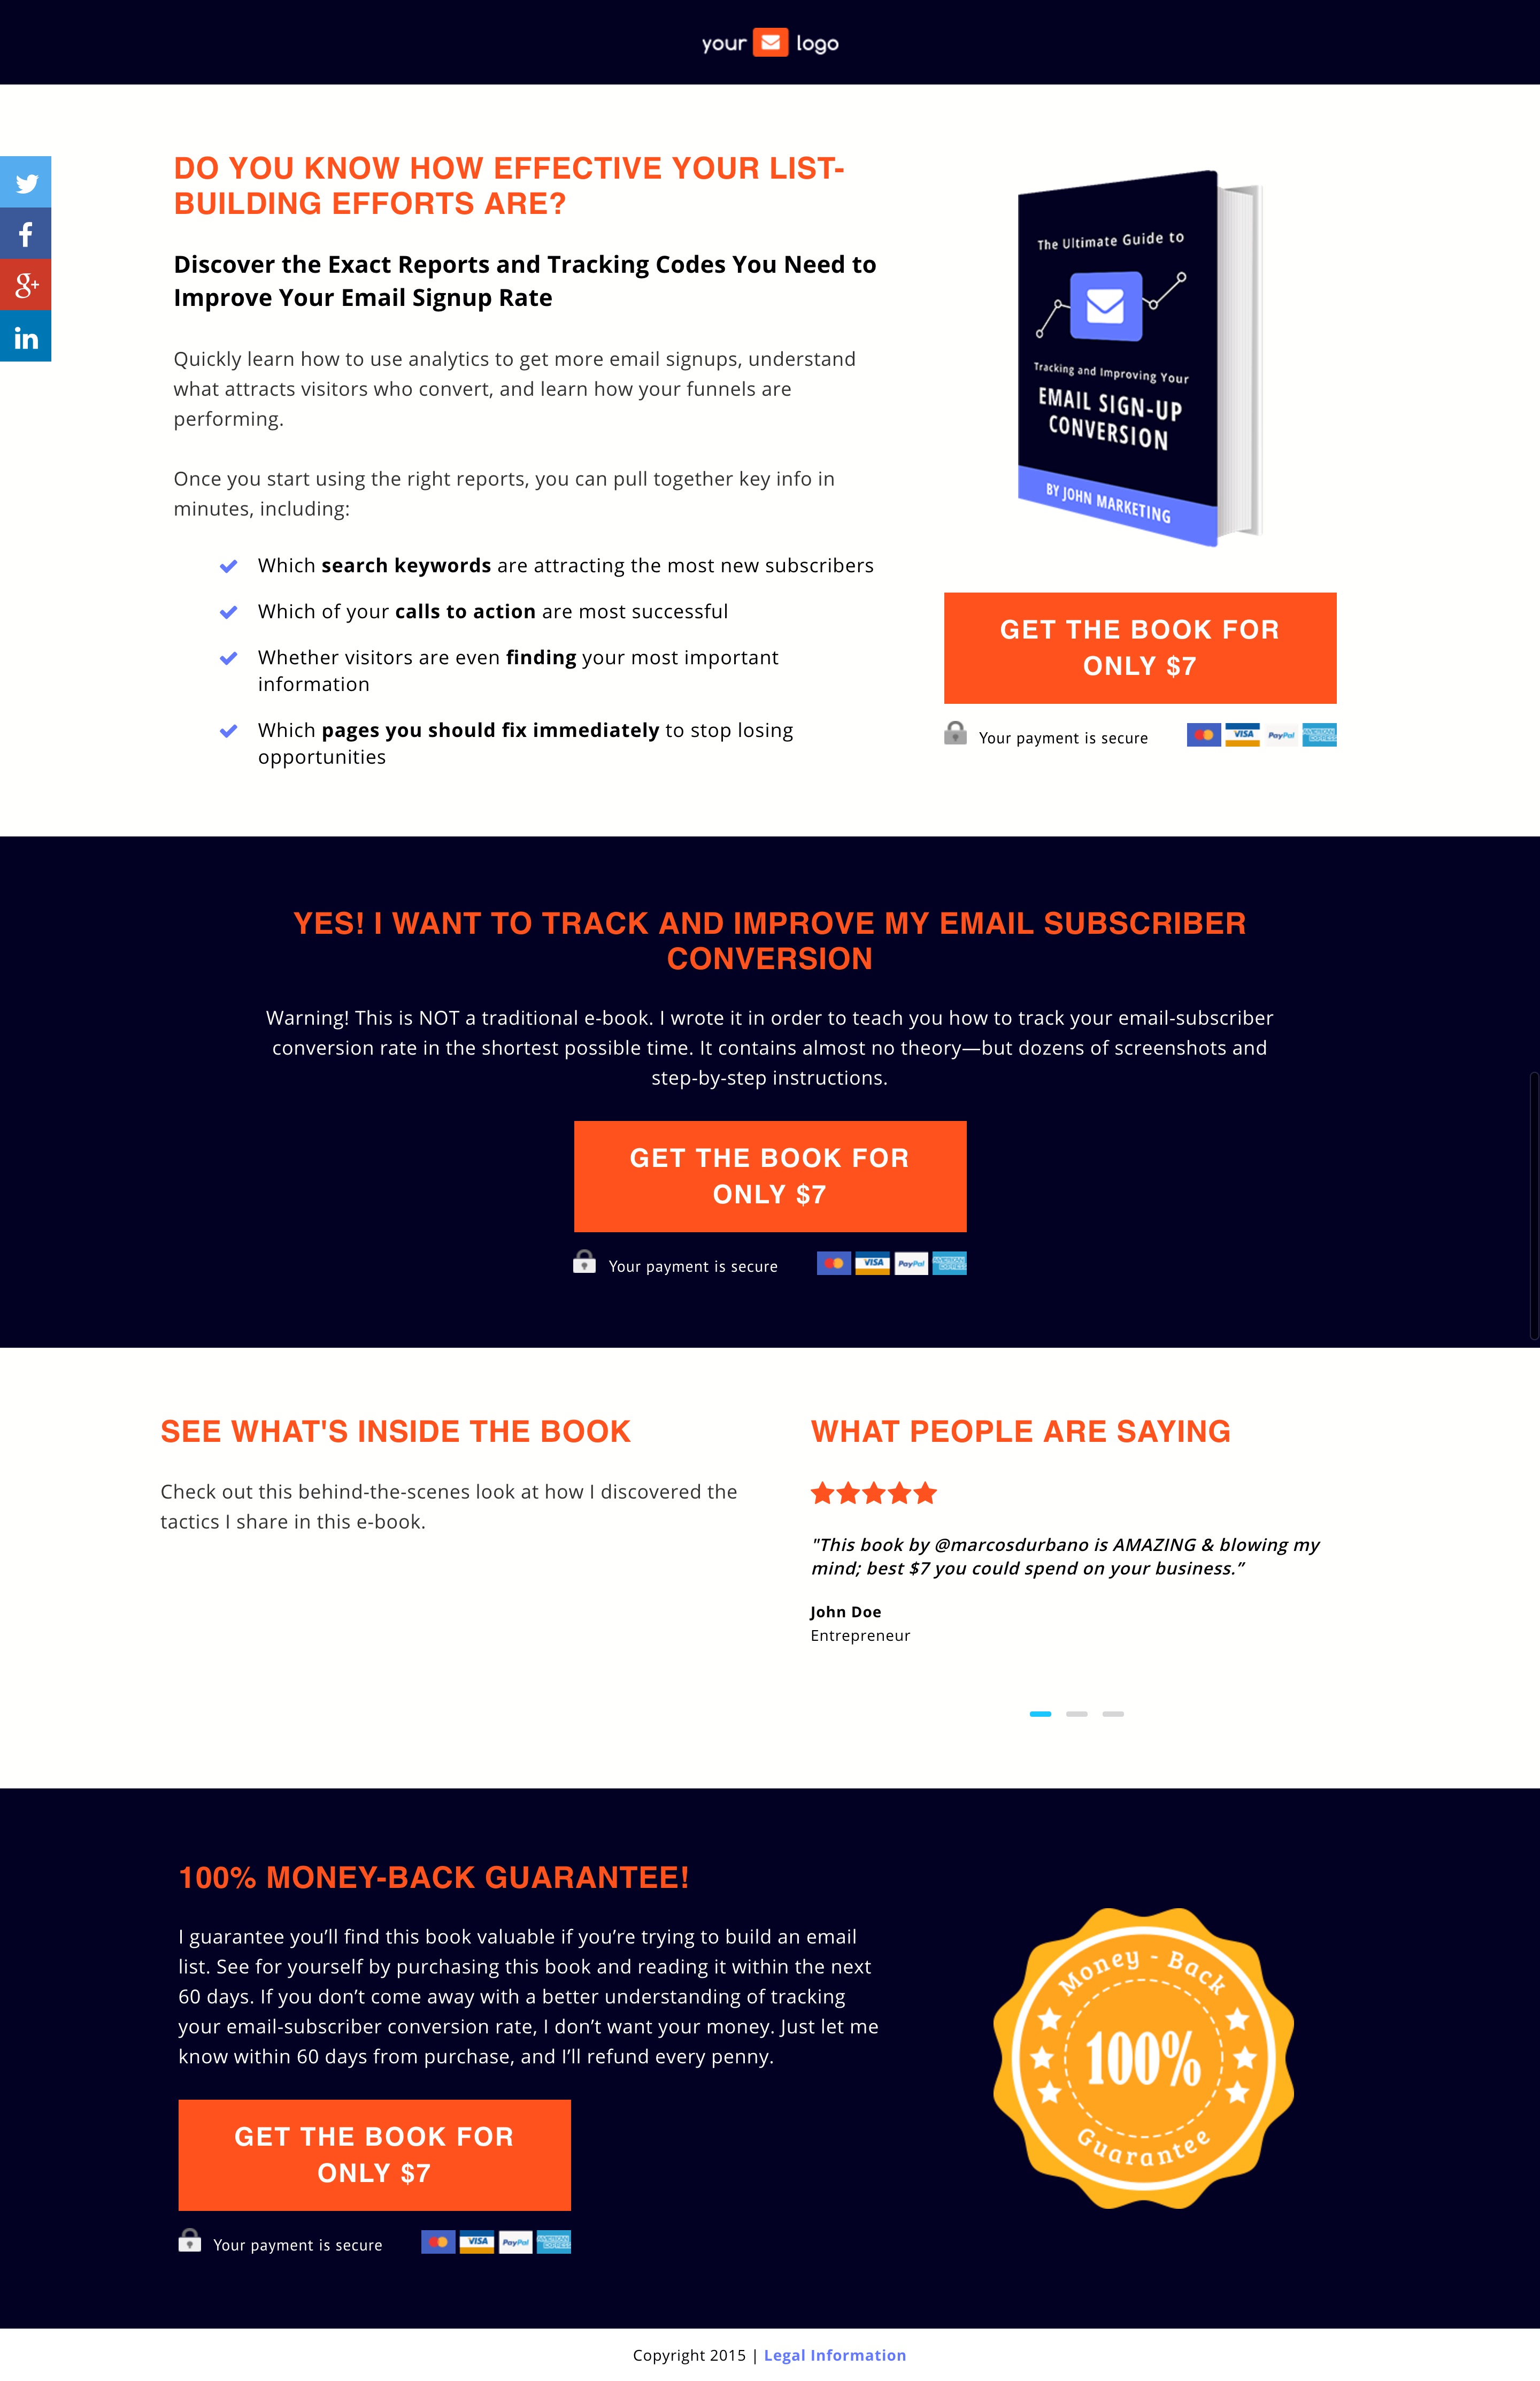 your logo
DO YOU KNOW HOW EFFECTIVE YOUR LIST-
BUILDING EFFORTS ARE?
Discover the Exact Reports and Tracking Codes You Need to
Improve Your Email Signup Rate
Quickly learn how to use analytics to get more email signups, understand
what attracts visitors who convert, and learn how your funnels are
performing.
Once you start using the right reports, you can pull together key info in
minutes, including:
Which search keywords are attracting the most new subscribers
Which of your calls to action are most successful
Whether visitors are even finding your most important
information
Which pages you should fix immediately to stop losing
opportunities
The Ultimate Guide to
Tracking and Improving Your
EMAIL SIGN-UP
CONVERSION
BY JOHN MARKETING
GET THE BOOK FOR
ONLY $7
Your payment is secure
VISA
PayPal
AMERICAN
EXPRESS
YES! I WANT TO TRACK AND IMPROVE MY EMAIL SUBSCRIBER
CONVERSION
Warning! This is NOT a traditional e-book. I wrote it in order to teach you how to track your email-subscriber
conversion rate in the shortest possible time. It contains almost no theory—but dozens of screenshots and
step-by-step instructions.
GET THE BOOK FOR
ONLY $7
Your payment is secure
VISA
PayPal
AMERICAN
EXPRESS
SEE WHAT'S INSIDE THE BOOK
Check out this behind-the-scenes look at how I discovered the
tactics I share in this e-book.
WHAT PEOPLE ARE SAYING
"This book by @marcosdurbano is AMAZING & blowing my
mind; best $7 you could spend on your business.”
John Doe
Entrepreneur
100% MONEY-BACK GUARANTEE!
I guarantee you’ll find this book valuable if you’re trying to build an email
list. See for yourself by purchasing this book and reading it within the next
60 days. If you don’t come away with a better understanding of tracking
your email-subscriber conversion rate, I don’t want your money. Just let me
know within 60 days from purchase, and I’ll refund every penny.
GET THE BOOK FOR
ONLY $7
Your payment is secure
VISA
PayPal
AMERICAN
EXPRESS
Money - Back
100%
Guarantee
Copyright 2015 | Legal Information